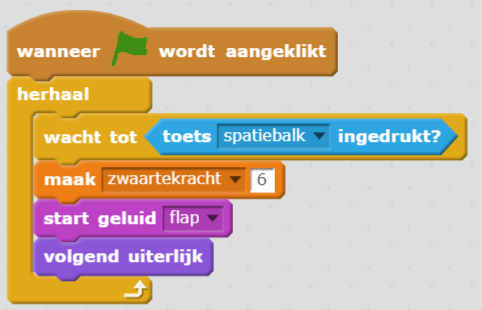 wanneer wordt aangeklikt
herhaal
wacht tot toets spatiebalk ingedrukt?
maak zwaartekracht 6
start geluid flap
volgend uiterlijk